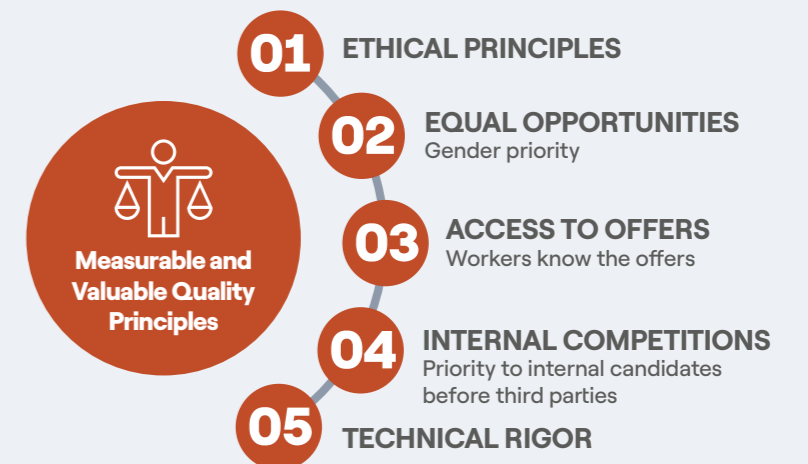 01
ETHICAL PRINCIPLES
02
EQUAL OPPORTUNITIES
Gender priority
03
ACCESS TO OFFERS
Workers know the offers
Measurable and
Valuable Quality
Principles
04
INTERNAL COMPETITIONS
Priority to internal candidates
before third parties
05
TECHNICAL RIGOR